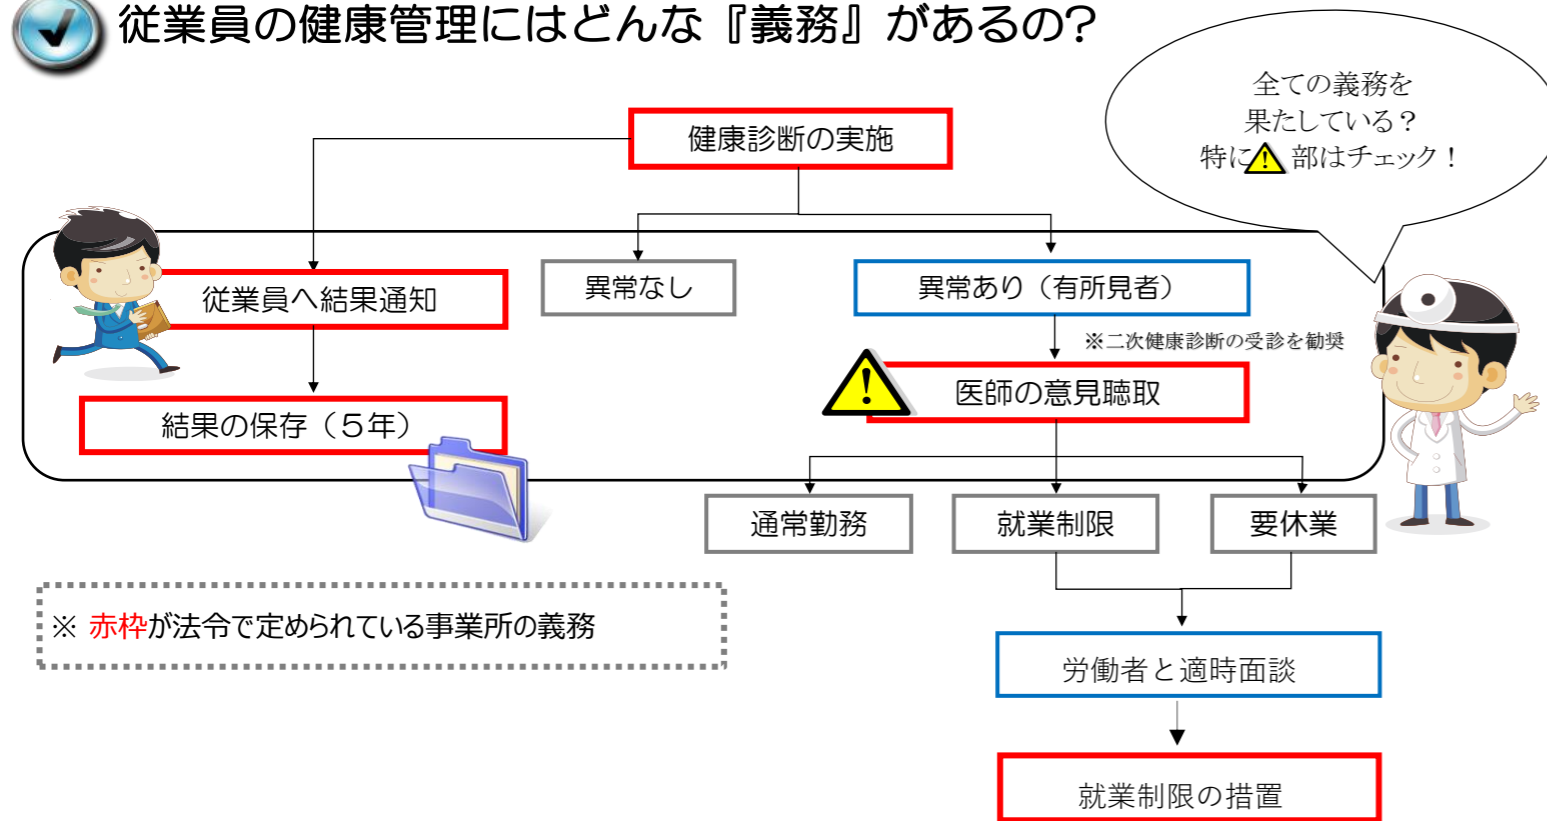 従業員の健康管理にはどんな『義務』があるの?
全ての義務を
果たしている？
特に 部はチェック！
健康診断の実施
従業員へ結果通知
異常なし
異常あり（有所見者）
※二次健康診断の受診を勧奨
医師の意見聴取
結果の保存（５年）
通常勤務
就業制限
要休業
※ 赤枠が法令で定められている事業所の義務
労働者と適時面談
就業制限の措置